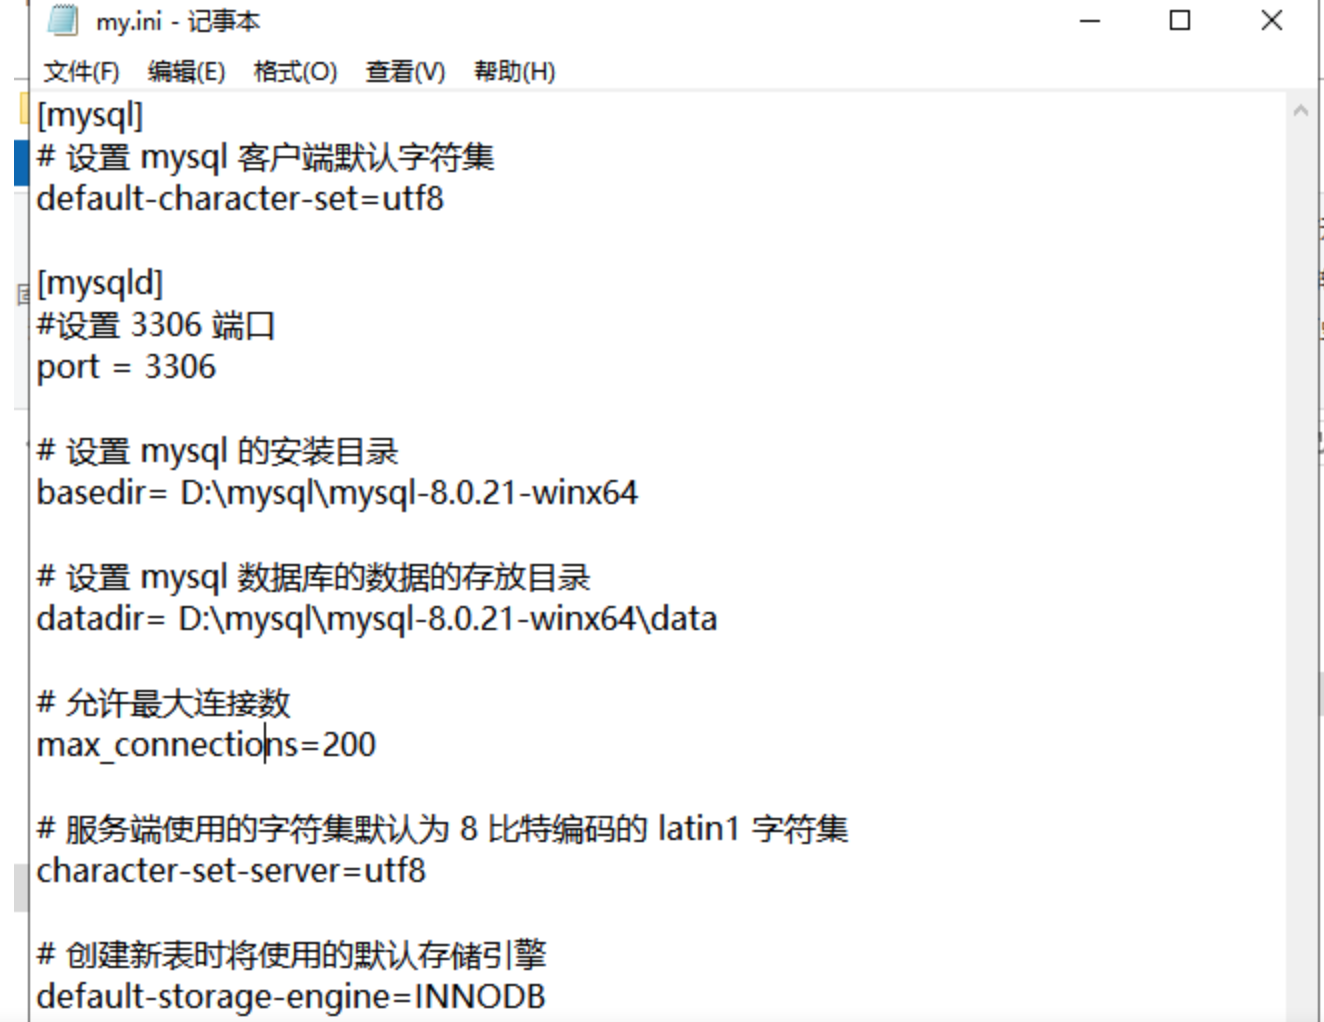 my.ini - 记事本
文件(F) 编辑(E) 格式(O) 查看(V) 帮助(H)
[mysql]
# 设置 mysql 客户端默认字符集
default-character-set=utf8
[mysqld]
#设置 3306 端口
port = 3306
# 设置 mysql 的安装目录
basedir= D:\mysql\mysql-8.0.21-winx64
# 设置 mysql 数据库的数据的存放目录
datadir= D:\mysql\mysql-8.0.21-winx64\data
# 允许最大连接数
max_connections=200
# 服务端使用的字符集默认为 8 比特编码的 latin1 字符集
character-set-server=utf8
# 创建新表时将使用的默认存储引擎
default-storage-engine=INNODB